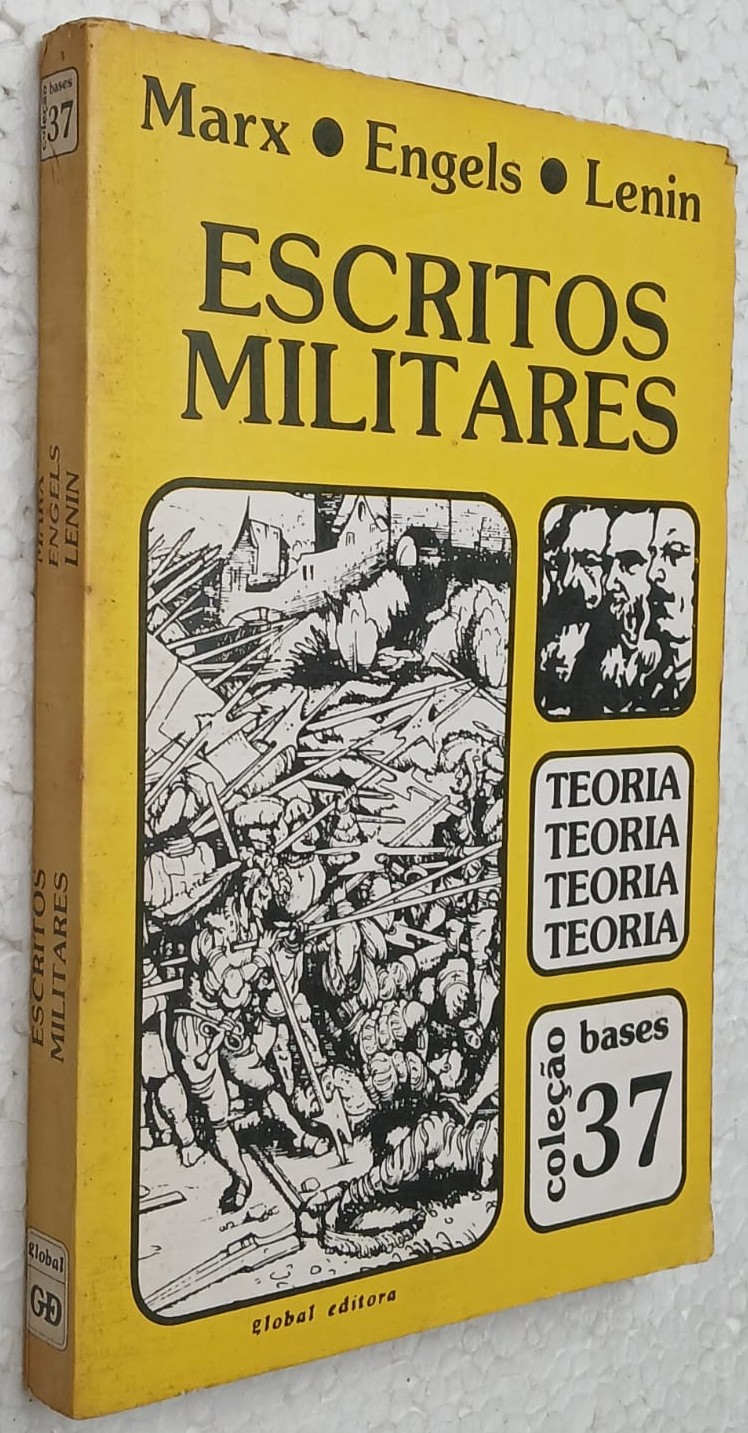 Marx • Engels • Lenin
ESCRITOS
MILITARES
TEORIA
TEORIA
TEORIA
TEORIA
coleção
bases
37
global editora
coleção
bases
37
MARX
ENGELS
LENIN
ESCRITOS
MILITARES
global